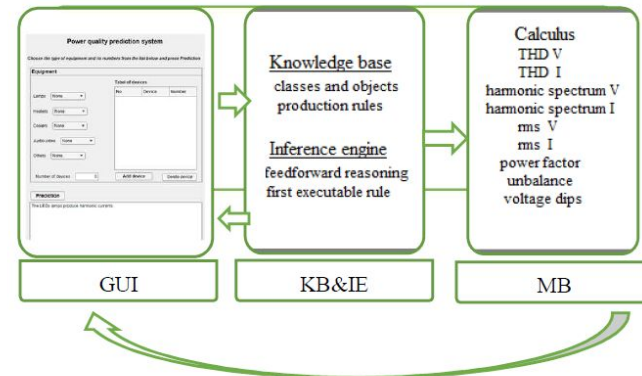 Power quality prediction system
Choose the type of equipment and its numbers from the list below and press Prediction
Equipment
Total of devices
No Device Number
Lamps None
Heaters None
Coolers None
Audio video None
Others None
Number of devices 0 Add device Delete device
Prediction
The LEDs lamps produce harmonic currents
Knowledge base
classes and objects
production rules
Inference engine
feedforward reasoning
first executable rule
Calculus
THD V
THD I
harmonic spectrum V
harmonic spectrum I
rms V
rms I
power factor
unbalance
voltage dips
GUI
KB&IE
MB